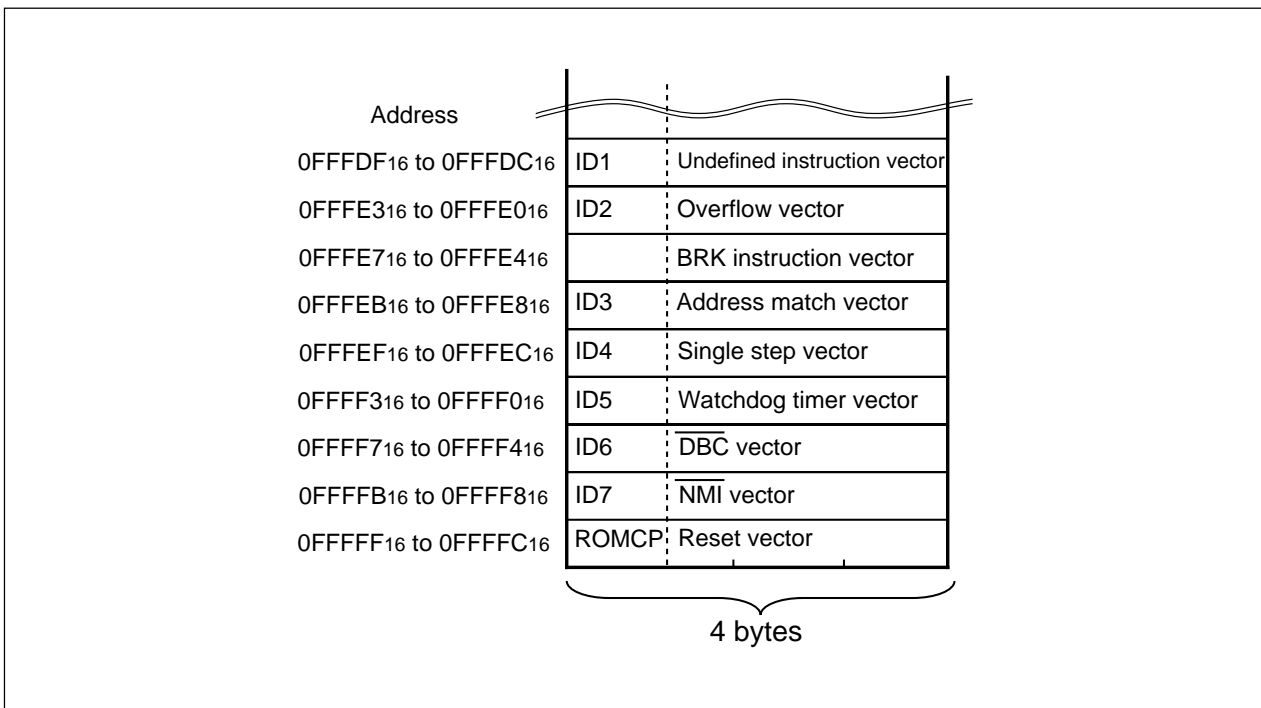 Address
0FFFDF16 to 0FFFDC16 ID1 Undefined instruction vector
0FFFE316 to 0FFFE016 ID2 Overflow vector
0FFFE716 to 0FFFE416 BRK instruction vector
0FFFEB16 to 0FFFE816 ID3 Address match vector
0FFFEF16 to 0FFFEC16 ID4 Single step vector
0FFFF316 to 0FFFF016 ID5 Watchdog timer vector
0FFFF716 to 0FFFF416 ID6 D̅B̅C̅ vector
0FFFFB16 to 0FFFF816 ID7 N̅M̅I̅ vector
0FFFFF16 to 0FFFFC16 ROMCP Reset vector
4 bytes